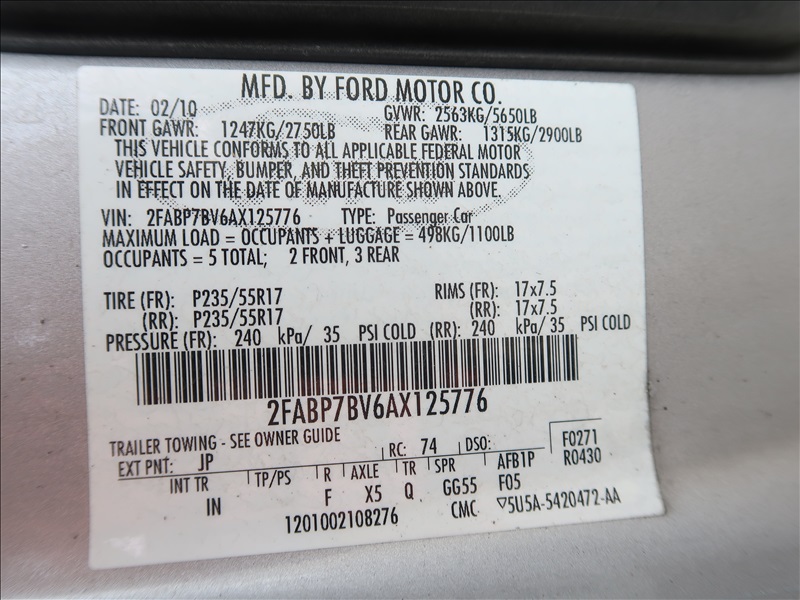 MFD. BY FORD MOTOR CO.
DATE: 02/10 GVWR: 2563KG/5650LB
FRONT GAWR: 1247KG/2750LB REAR GAWR: 1315KG/2900LB
THIS VEHICLE CONFORMS TO ALL APPLICABLE FEDERAL MOTOR
VEHICLE SAFETY, BUMPER, AND THEFT PREVENTION STANDARDS
IN EFFECT ON THE DATE OF MANUFACTURE SHOWN ABOVE.
VIN: 2FABP7BV6AX125776 TYPE: Passenger Car
MAXIMUM LOAD = OCCUPANTS + LUGGAGE = 498KG/1100LB
OCCUPANTS = 5 TOTAL; 2 FRONT, 3 REAR
TIRE (FR): P235/55R17 RIMS (FR): 17x7.5
(RR): P235/55R17 (RR): 17x7.5
PRESSURE (FR): 240 kPa/ 35 PSI COLD (RR): 240 kPa/ 35 PSI COLD
2FABP7BV6AX125776
TRAILER TOWING - SEE OWNER GUIDE
EXT PNT: JP RC: 74 DSO: F0271
R0430
INT TR TP/PS R AXLE TR SPR AFB1P
IN F X5 Q GG55 F05
1201002108276 CMC ▽5U5A-5420472-AA